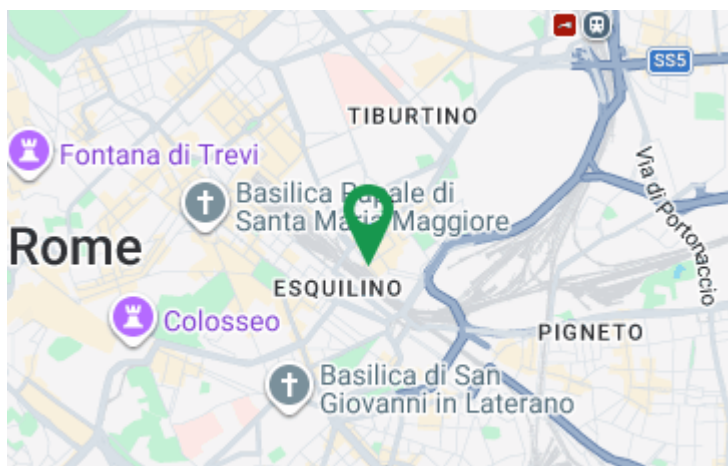 SS5
TIBURTINO
Fontana di Trevi
Via di Portonaccio
Basilica Papale di
Santa Maria Maggiore
Rome
ESQUILINO
Colosseo
PIGNETO
Basilica di San
Giovanni in Laterano